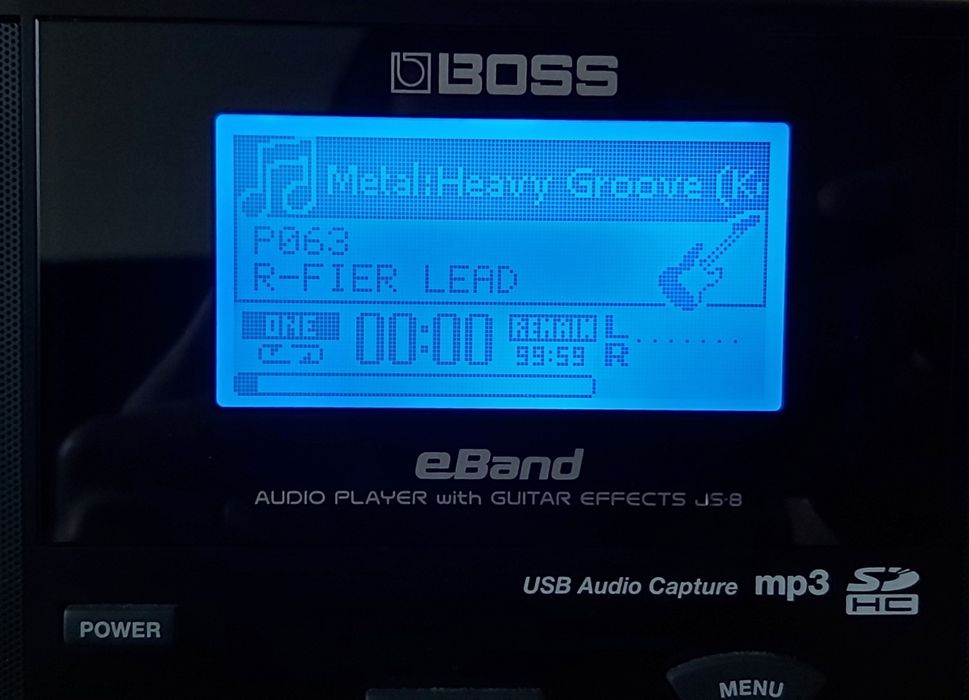 BOSS
Metal:Heavy Groove (K
P063
R-FIER LEAD
ONE 00:00 REMAIN L
99:59 R
eBand
AUDIO PLAYER with GUITAR EFFECTS JS-8
USB Audio Capture mp3 SD HC
POWER
MENU